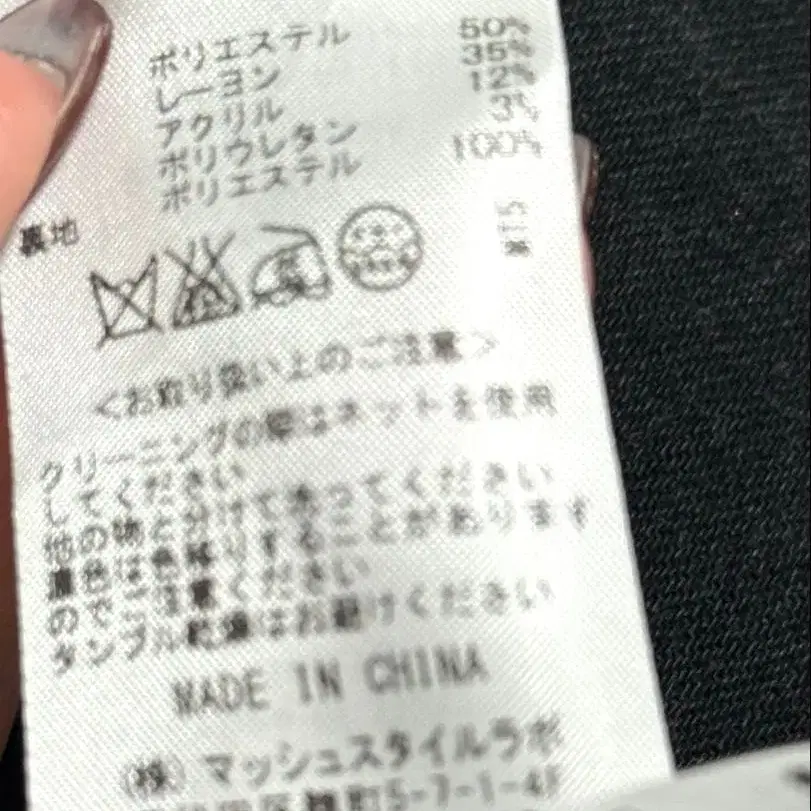 ポリエステル 50%
レーヨン 35%
アクリル 12%
ポリウレタン 3%
裏地 ポリエステル 100%
<お取り扱い上のご注意>
クリーニングの際はネットを使用
してください
他の物と分けて洗ってください
濃色は色移りすることがあります
のでご注意ください
タンブル乾燥はお避けください
MADE IN CHINA
(株)マッシュスタイルラボ
麹町5-7-1-4F